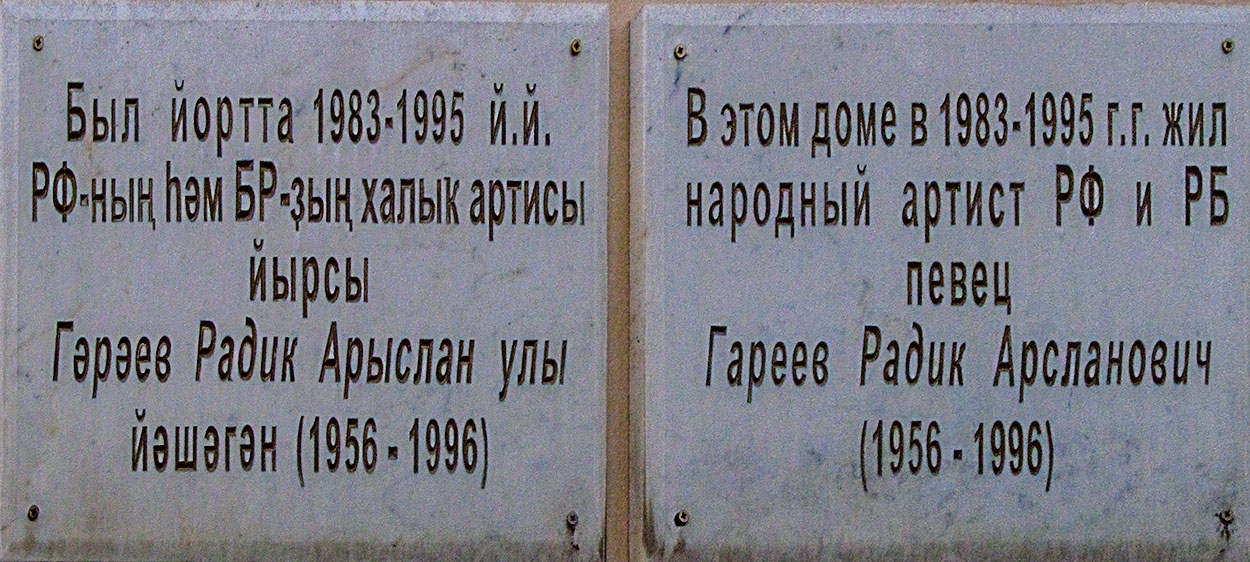 Был йортта 1983-1995 й.й.
РФ-ның һәм БР-ҙың халыҡ артисы
йырсы
Гәрәев Радик Арыслан улы
йәшәгән (1956 - 1996)
В этом доме в 1983-1995 г.г. жил
народный артист РФ и РБ
певец
Гареев Радик Арсланович
(1956 - 1996)